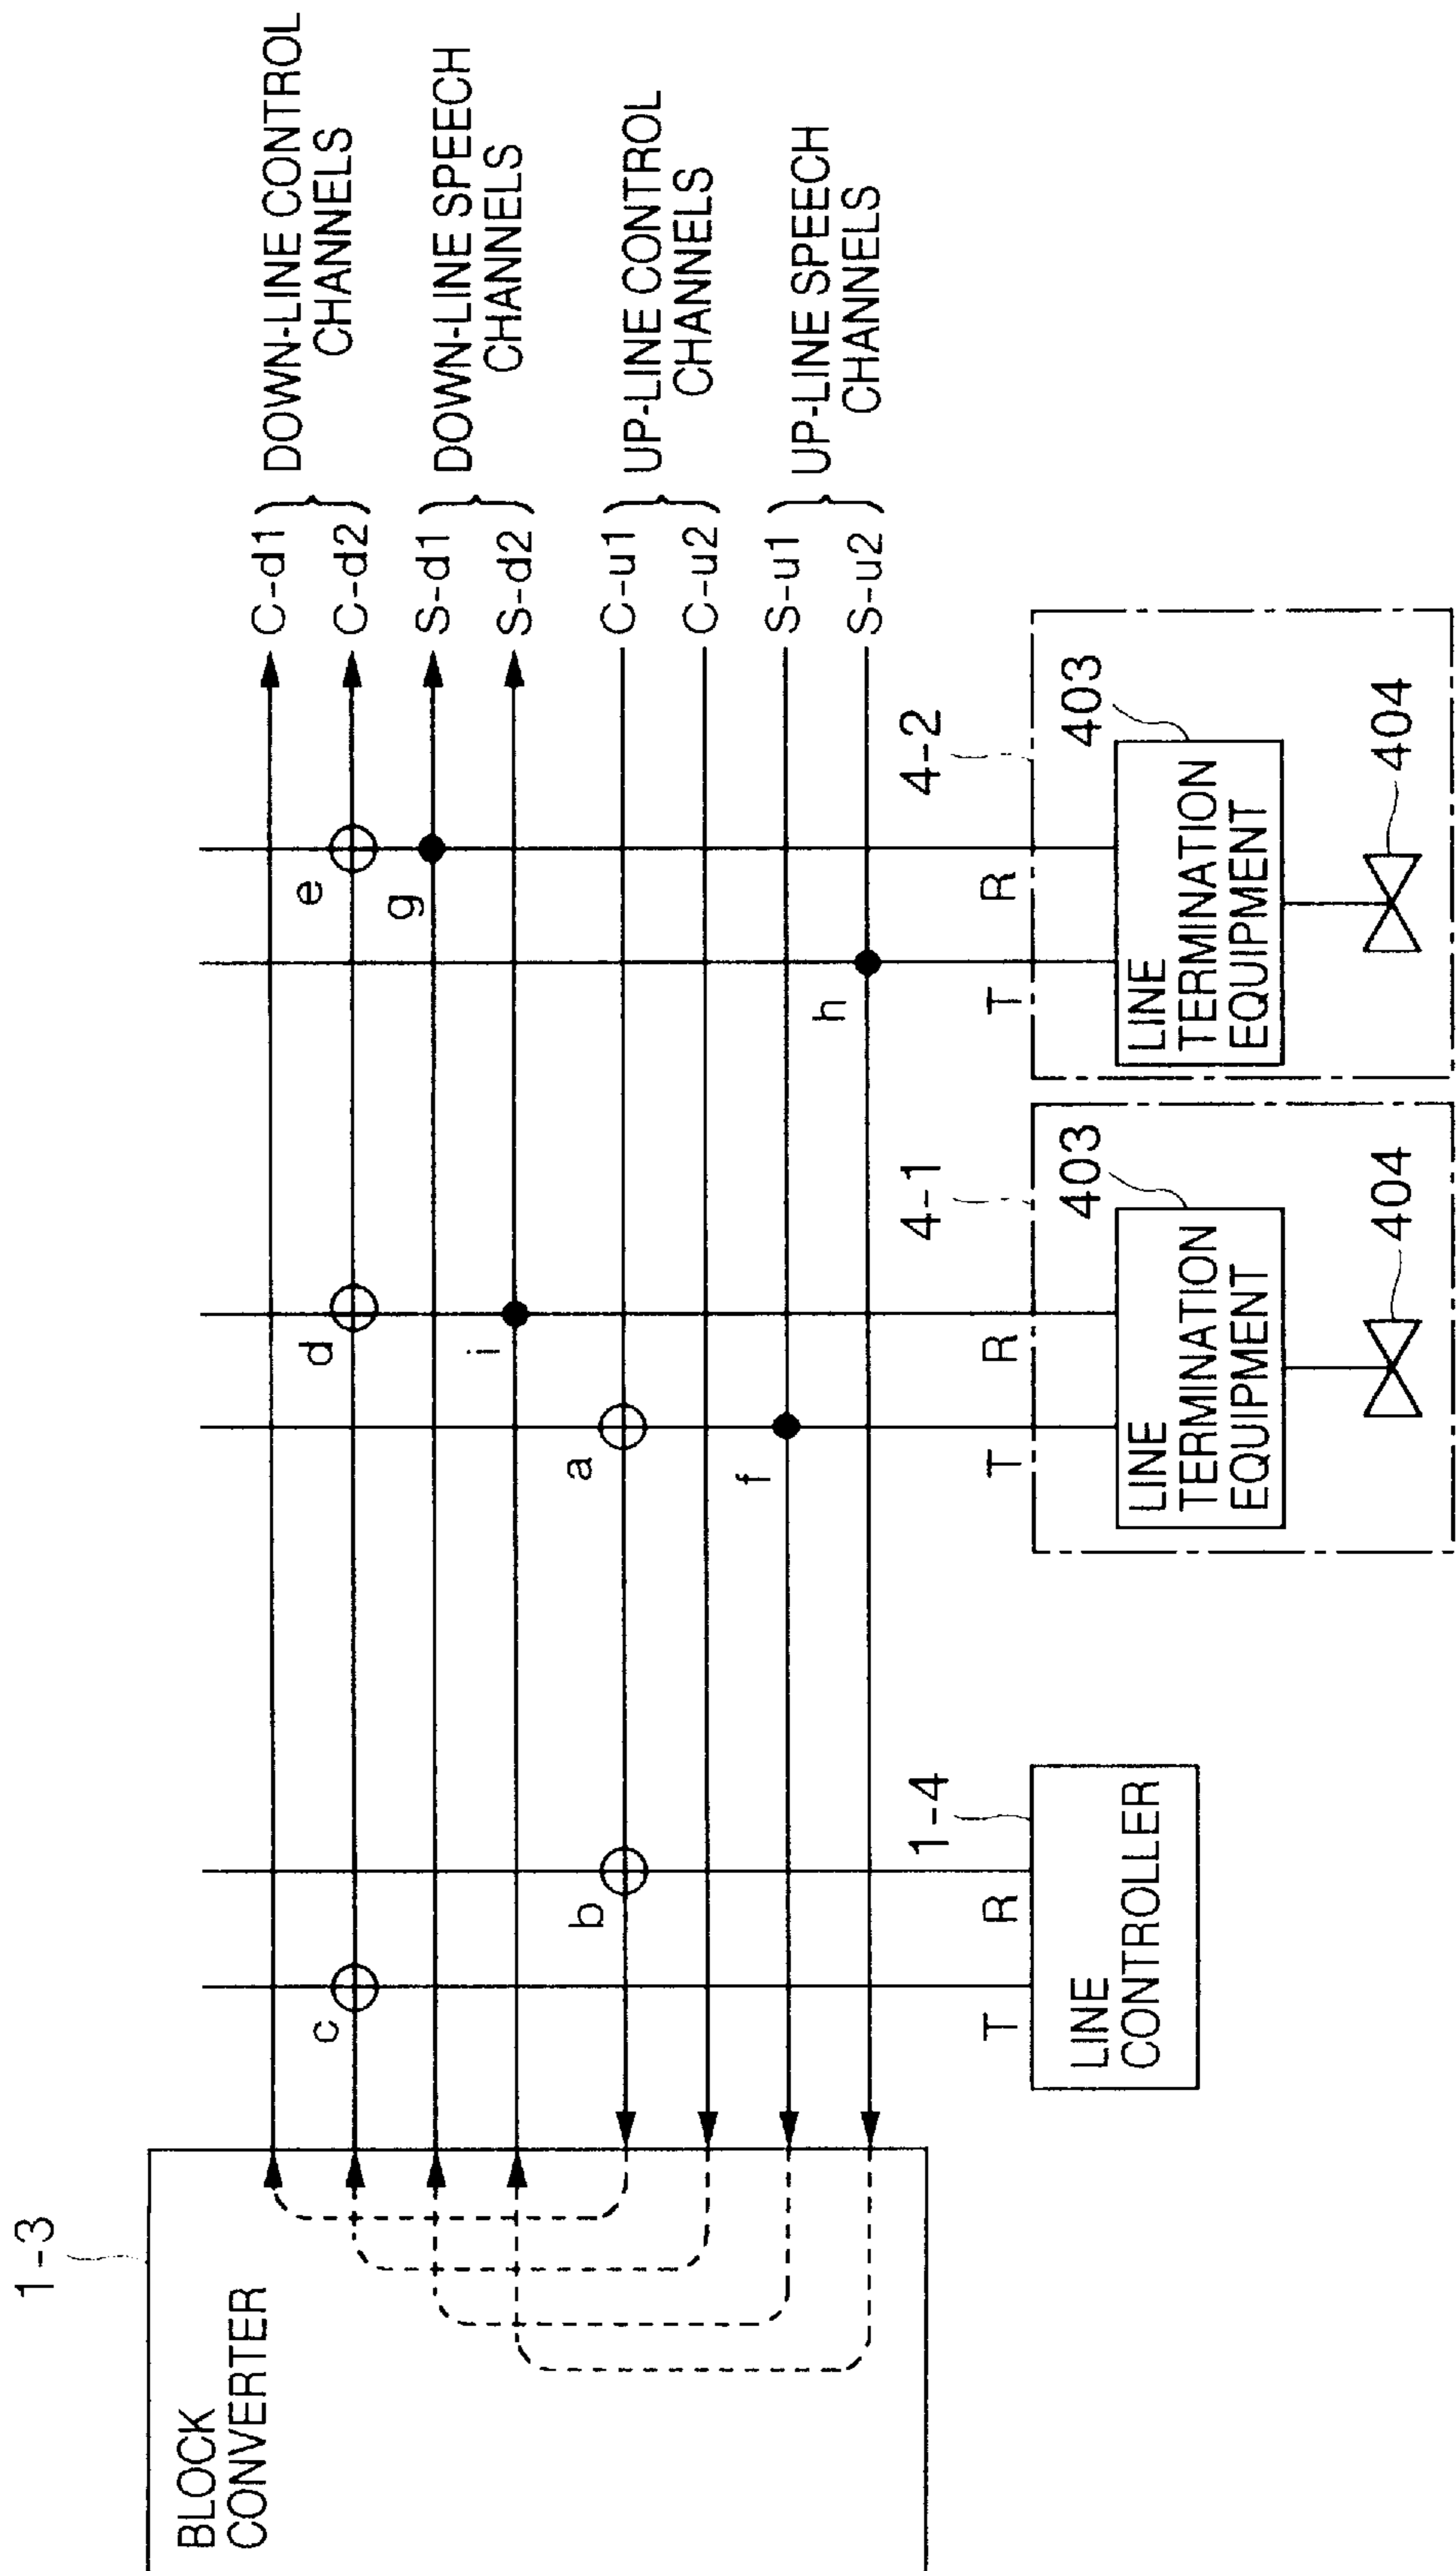 1-3
BLOCK
CONVERTER
C-d1
C-d2
DOWN-LINE CONTROL
CHANNELS
S-d1
S-d2
DOWN-LINE SPEECH
CHANNELS
C-u1
C-u2
UP-LINE CONTROL
CHANNELS
S-u1
S-u2
UP-LINE SPEECH
CHANNELS
c
b
d
i
a
f
e
g
h
T
R
1-4
LINE
CONTROLLER
T
R
4-1
403
LINE
TERMINATION
EQUIPMENT
404
T
R
4-2
403
LINE
TERMINATION
EQUIPMENT
404